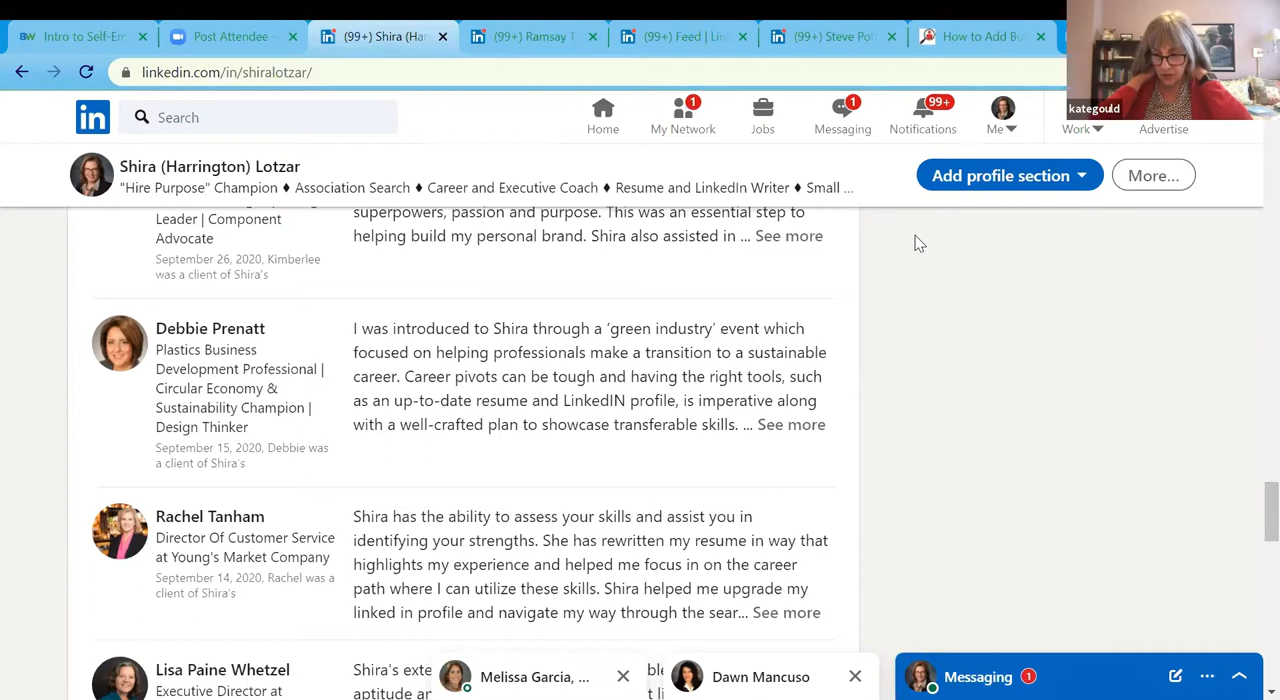 BW Intro to Self-Em
Post Attendee -
(99+) Shira (Har
(99+) Ramsay T
(99+) Feed | Lin
(99+) Steve Pot
How to Add Bu
linkedin.com/in/shiralotzar/
kategould
in
Search
1
1
99+
Home
My Network
Jobs
Messaging
Notifications
Me
Work
Advertise
Shira (Harrington) Lotzar
"Hire Purpose" Champion ♦ Association Search ♦ Career and Executive Coach ♦ Resume and LinkedIn Writer ♦ Small ...
Add profile section
More...
Leader | Component
Advocate
September 26, 2020, Kimberlee
was a client of Shira's
superpowers, passion and purpose. This was an essential step to
helping build my personal brand. Shira also assisted in ... See more
Debbie Prenatt
Plastics Business
Development Professional |
Circular Economy &
Sustainability Champion |
Design Thinker
September 15, 2020, Debbie was
a client of Shira's
I was introduced to Shira through a 'green industry' event which
focused on helping professionals make a transition to a sustainable
career. Career pivots can be tough and having the right tools, such
as an up-to-date resume and LinkedIN profile, is imperative along
with a well-crafted plan to showcase transferable skills. ... See more
Rachel Tanham
Director Of Customer Service
at Young's Market Company
September 14, 2020, Rachel was a
client of Shira's
Shira has the ability to assess your skills and assist you in
identifying your strengths. She has rewritten my resume in way that
highlights my experience and helped me focus in on the career
path where I can utilize these skills. Shira helped me upgrade my
linked in profile and navigate my way through the sear... See more
Lisa Paine Whetzel
Executive Director at
Shira's exte
aptitude an
Melissa Garcia, ...
Dawn Mancuso
Messaging 1